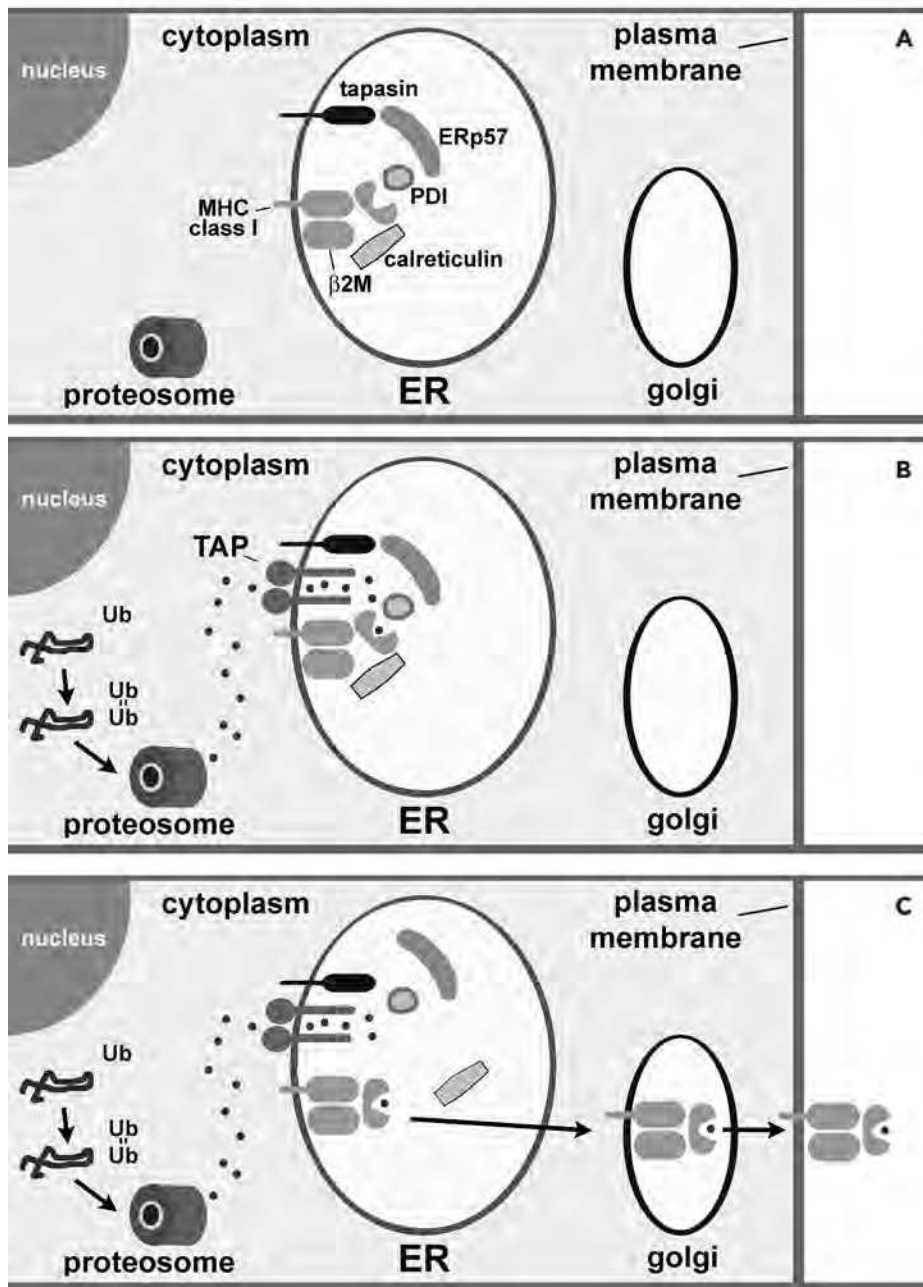 A
cytoplasm
plasma
membrane
nucleus
tapasin
ERp57
PDI
MHC
class I
calreticulin
β2M
proteosome
ER
golgi
B
cytoplasm
plasma
membrane
nucleus
TAP
Ub
Ub
Ub
proteosome
ER
golgi
C
cytoplasm
plasma
membrane
nucleus
Ub
Ub
Ub
proteosome
ER
golgi